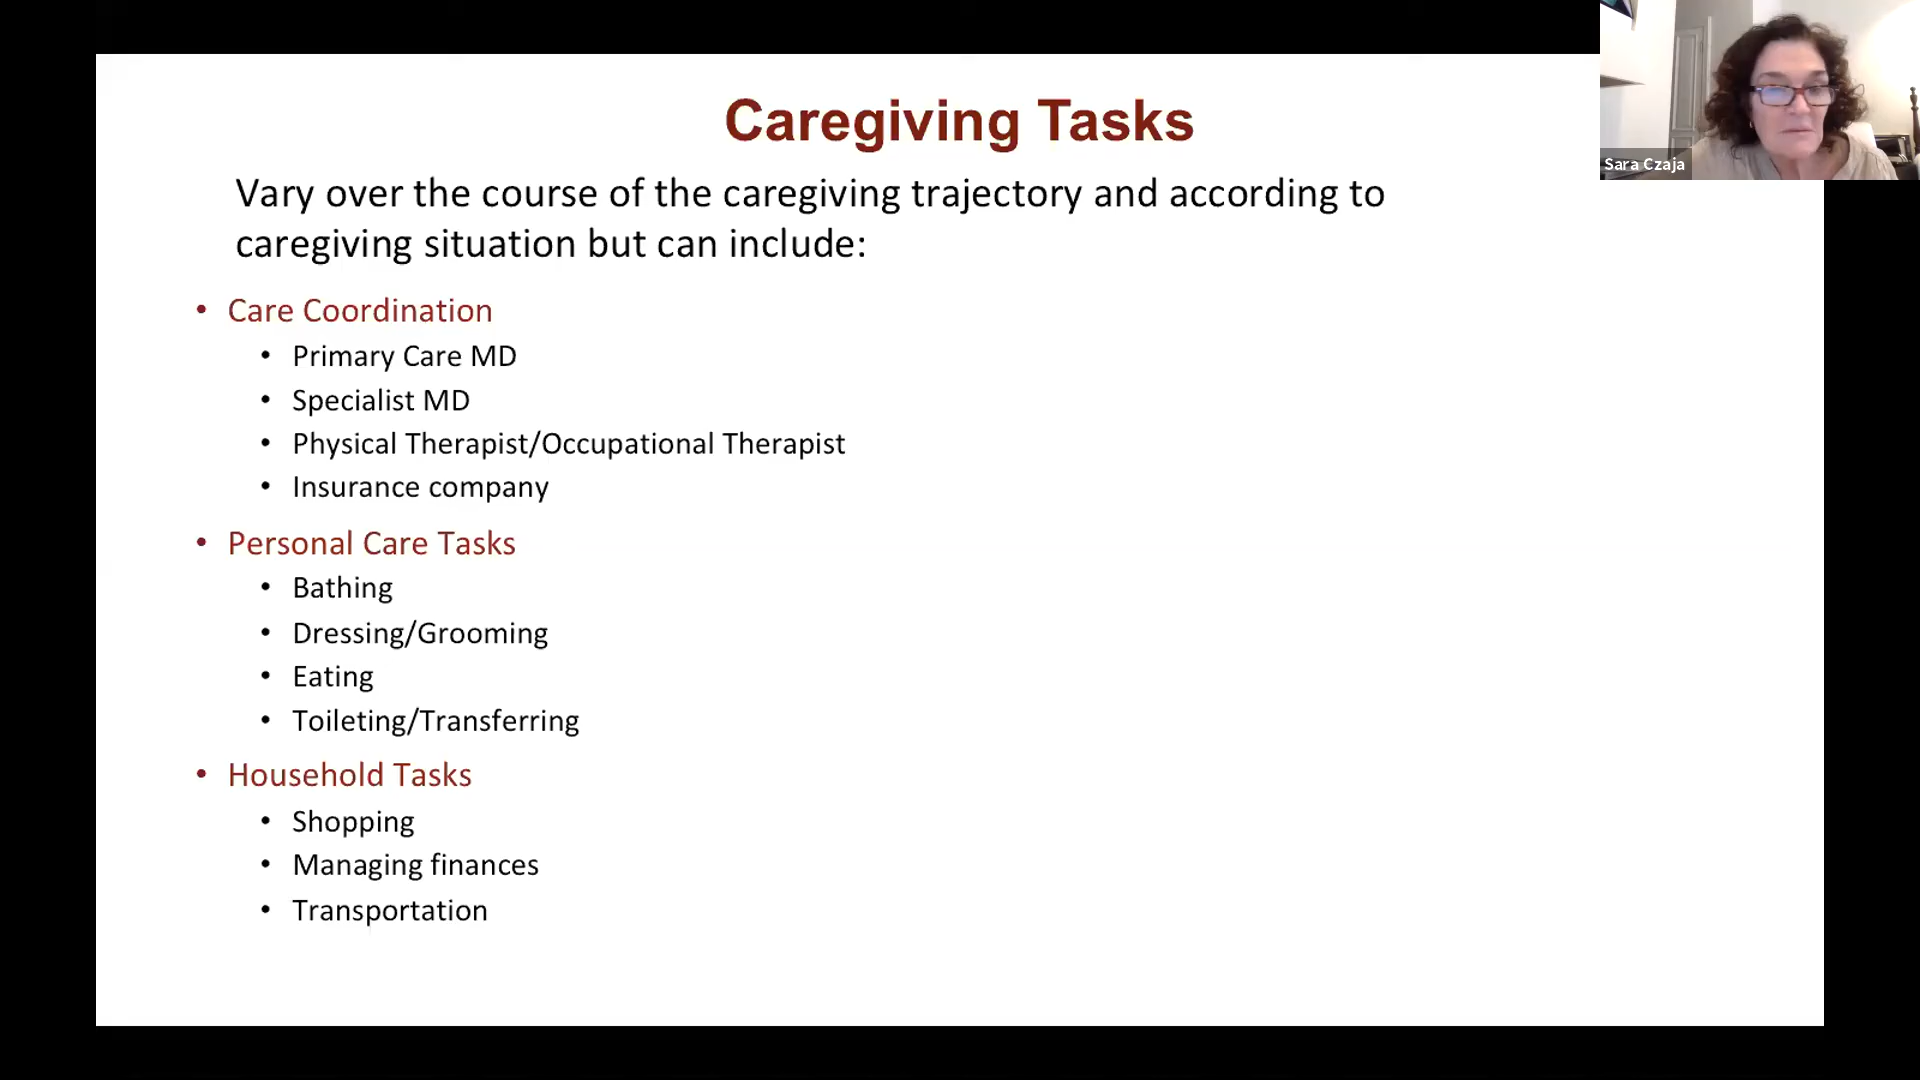 Caregiving Tasks
Sara Czaja
Vary over the course of the caregiving trajectory and according to
caregiving situation but can include:
• Care Coordination
• Primary Care MD
• Specialist MD
• Physical Therapist/Occupational Therapist
• Insurance company
• Personal Care Tasks
• Bathing
• Dressing/Grooming
• Eating
• Toileting/Transferring
• Household Tasks
• Shopping
• Managing finances
• Transportation